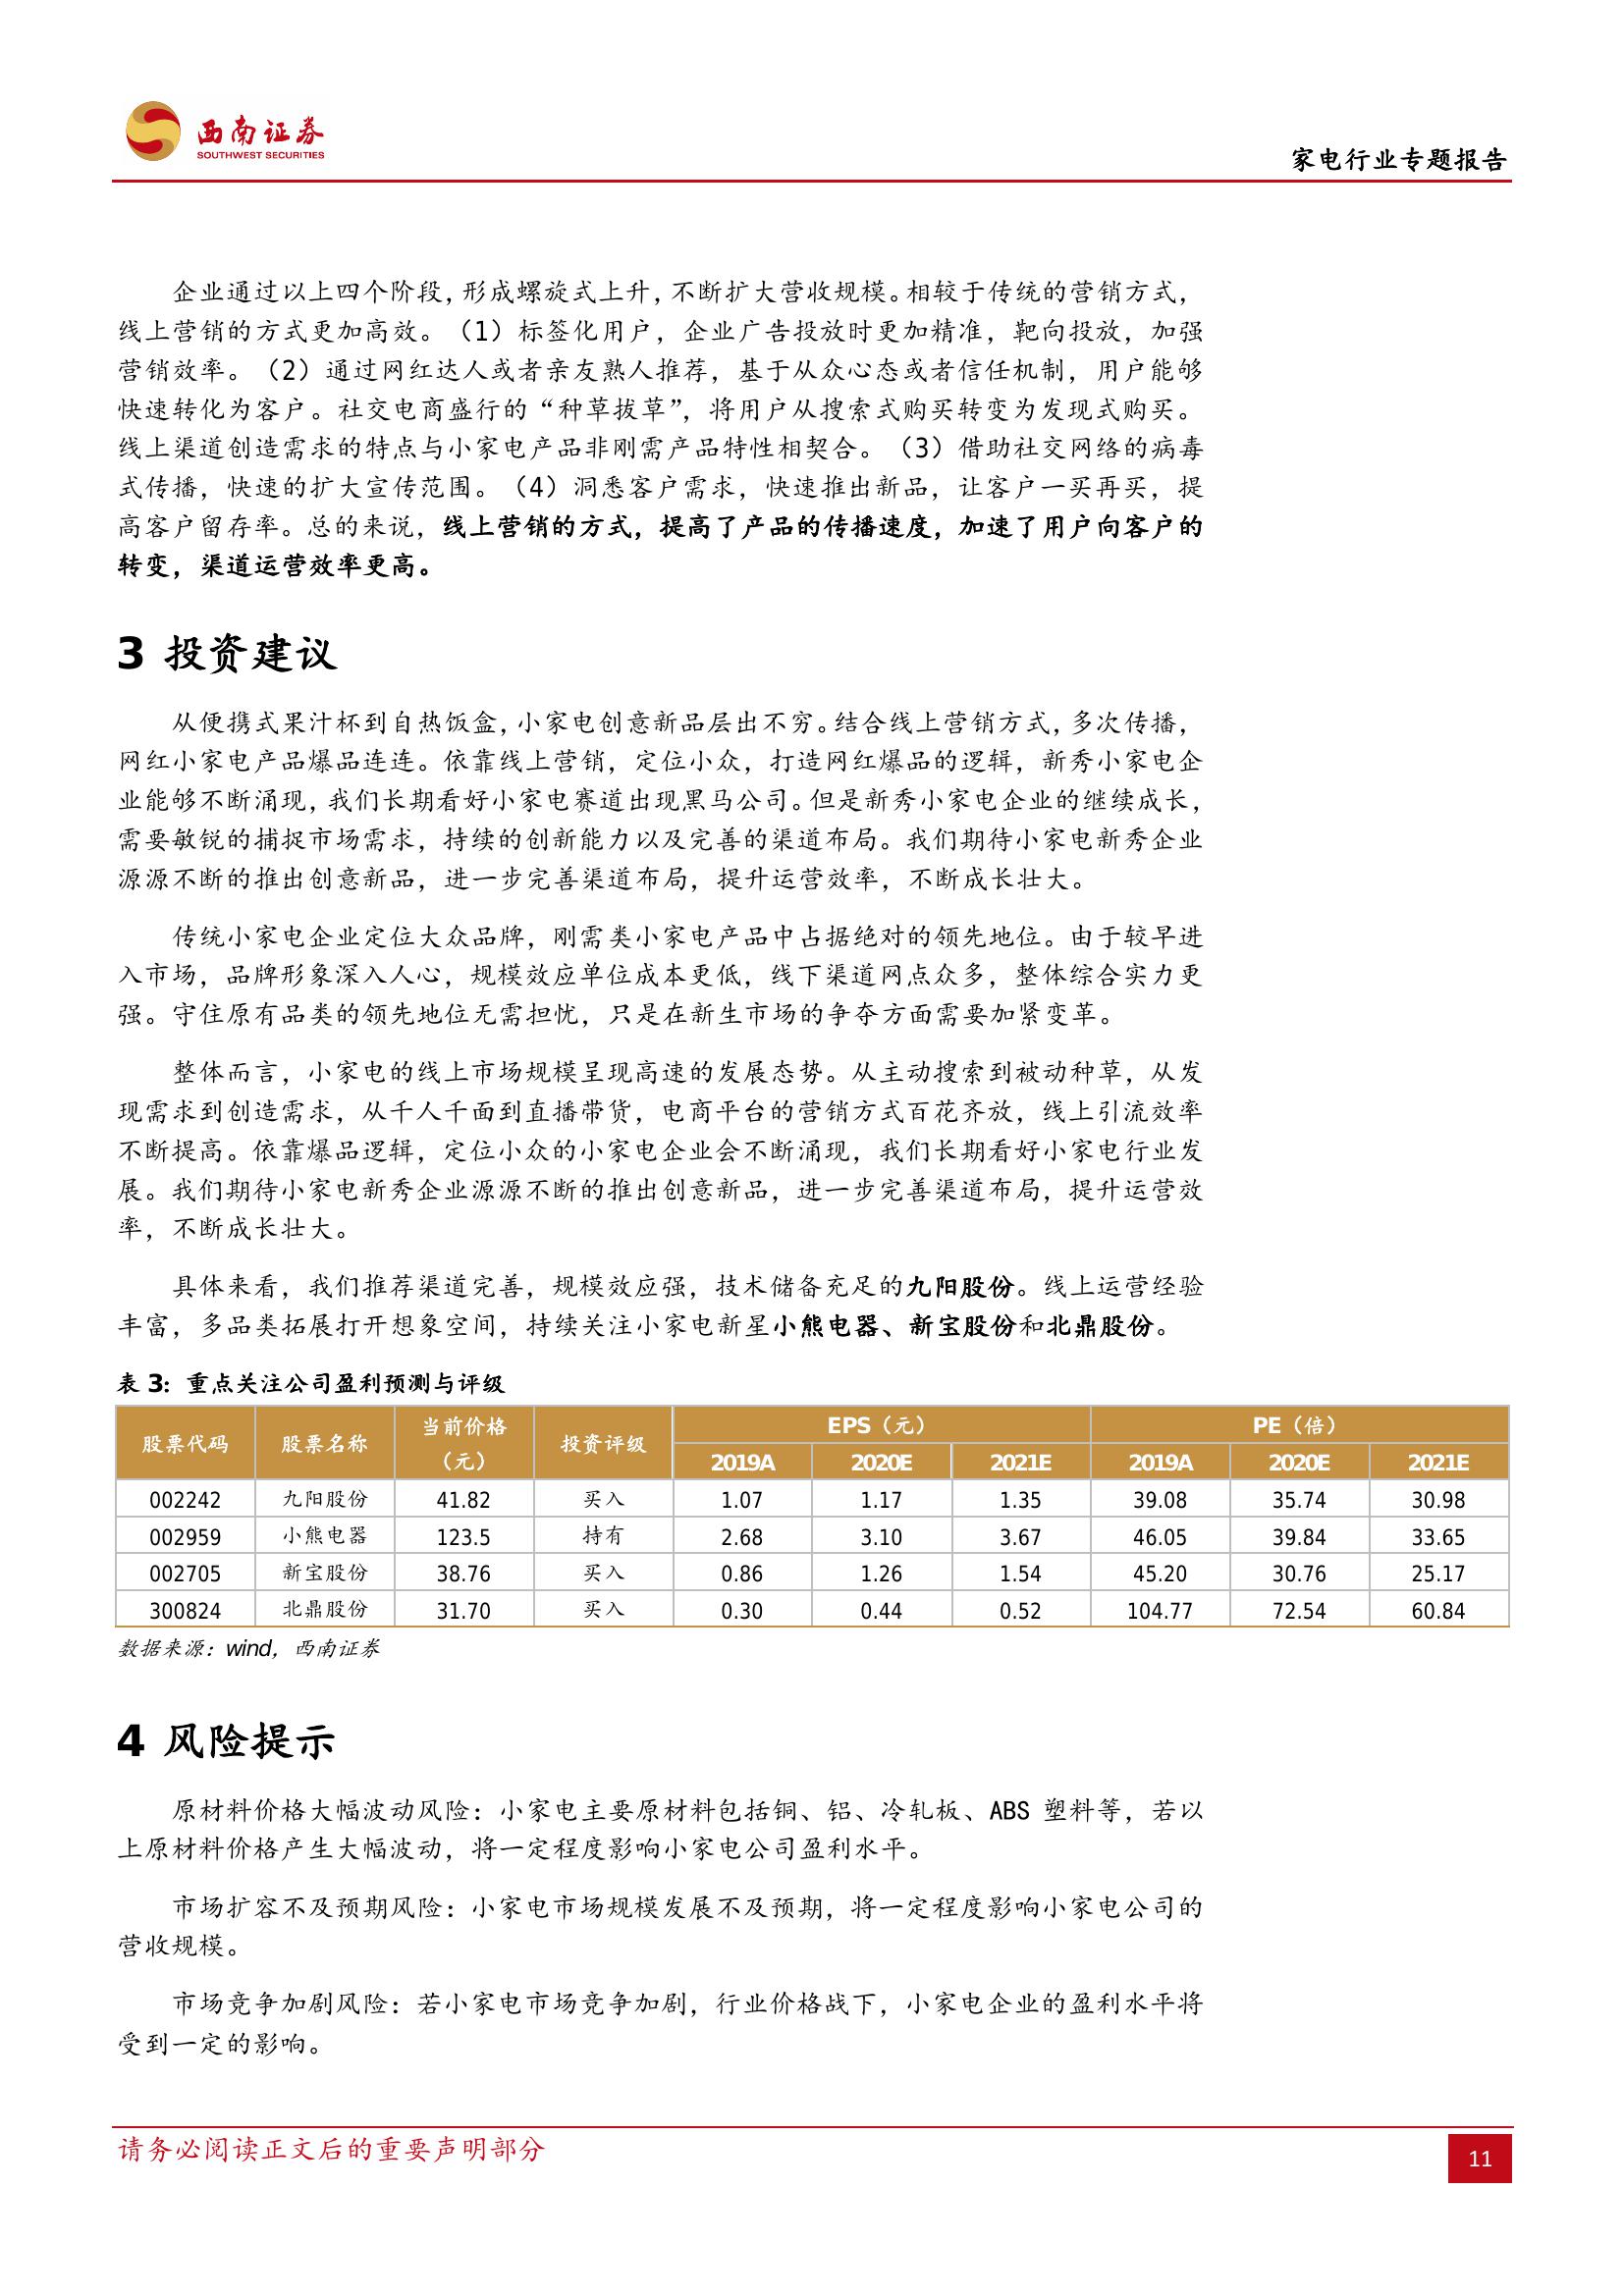 西南证券
SOUTHWEST SECURITIES
家电行业专题报告
企业通过以上四个阶段，形成螺旋式上升，不断扩大营收规模。相较于传统的营销方式，
线上营销的方式更加高效。（1）标签化用户，企业广告投放时更加精准，靶向投放，加强
营销效率。（2）通过网红达人或者亲友熟人推荐，基于从众心态或者信任机制，用户能够
快速转化为客户。社交电商盛行的“种草拔草”，将用户从搜索式购买转变为发现式购买。
线上渠道创造需求的特点与小家电产品非刚需产品特性相契合。（3）借助社交网络的病毒
式传播，快速的扩大宣传范围。（4）洞悉客户需求，快速推出新品，让客户一买再买，提
高客户留存率。总的来说，线上营销的方式，提高了产品的传播速度，加速了用户向客户的
转变，渠道运营效率更高。
3 投资建议
从便携式果汁杯到自热饭盒，小家电创意新品层出不穷。结合线上营销方式，多次传播，
网红小家电产品爆品连连。依靠线上营销，定位小众，打造网红爆品的逻辑，新秀小家电企
业能够不断涌现，我们长期看好小家电赛道出现黑马公司。但是新秀小家电企业的继续成长，
需要敏锐的捕捉市场需求，持续的创新能力以及完善的渠道布局。我们期待小家电新秀企业
源源不断的推出创意新品，进一步完善渠道布局，提升运营效率，不断成长壮大。
传统小家电企业定位大众品牌，刚需类小家电产品中占据绝对的领先地位。由于较早进
入市场，品牌形象深入人心，规模效应单位成本更低，线下渠道网点众多，整体综合实力更
强。守住原有品类的领先地位无需担忧，只是在新生市场的争夺方面需要加紧变革。
整体而言，小家电的线上市场规模呈现高速的发展态势。从主动搜索到被动种草，从发
现需求到创造需求，从千人千面到直播带货，电商平台的营销方式百花齐放，线上引流效率
不断提高。依靠爆品逻辑，定位小众的小家电企业会不断涌现，我们长期看好小家电行业发
展。我们期待小家电新秀企业源源不断的推出创意新品，进一步完善渠道布局，提升运营效
率，不断成长壮大。
具体来看，我们推荐渠道完善，规模效应强，技术储备充足的九阳股份。线上运营经验
丰富，多品类拓展打开想象空间，持续关注小家电新星小熊电器、新宝股份和北鼎股份。
表 3：重点关注公司盈利预测与评级
股票代码 股票名称 当前价格（元） 投资评级 EPS（元） PE（倍）
2019A 2020E 2021E 2019A 2020E 2021E
002242 九阳股份 41.82 买入 1.07 1.17 1.35 39.08 35.74 30.98
002959 小熊电器 123.5 持有 2.68 3.10 3.67 46.05 39.84 33.65
002705 新宝股份 38.76 买入 0.86 1.26 1.54 45.20 30.76 25.17
300824 北鼎股份 31.70 买入 0.30 0.44 0.52 104.77 72.54 60.84
数据来源：wind，西南证券
4 风险提示
原材料价格大幅波动风险：小家电主要原材料包括铜、铝、冷轧板、ABS 塑料等，若以
上原材料价格产生大幅波动，将一定程度影响小家电公司盈利水平。
市场扩容不及预期风险：小家电市场规模发展不及预期，将一定程度影响小家电公司的
营收规模。
市场竞争加剧风险：若小家电市场竞争加剧，行业价格战下，小家电企业的盈利水平将
受到一定的影响。
请务必阅读正文后的重要声明部分
11